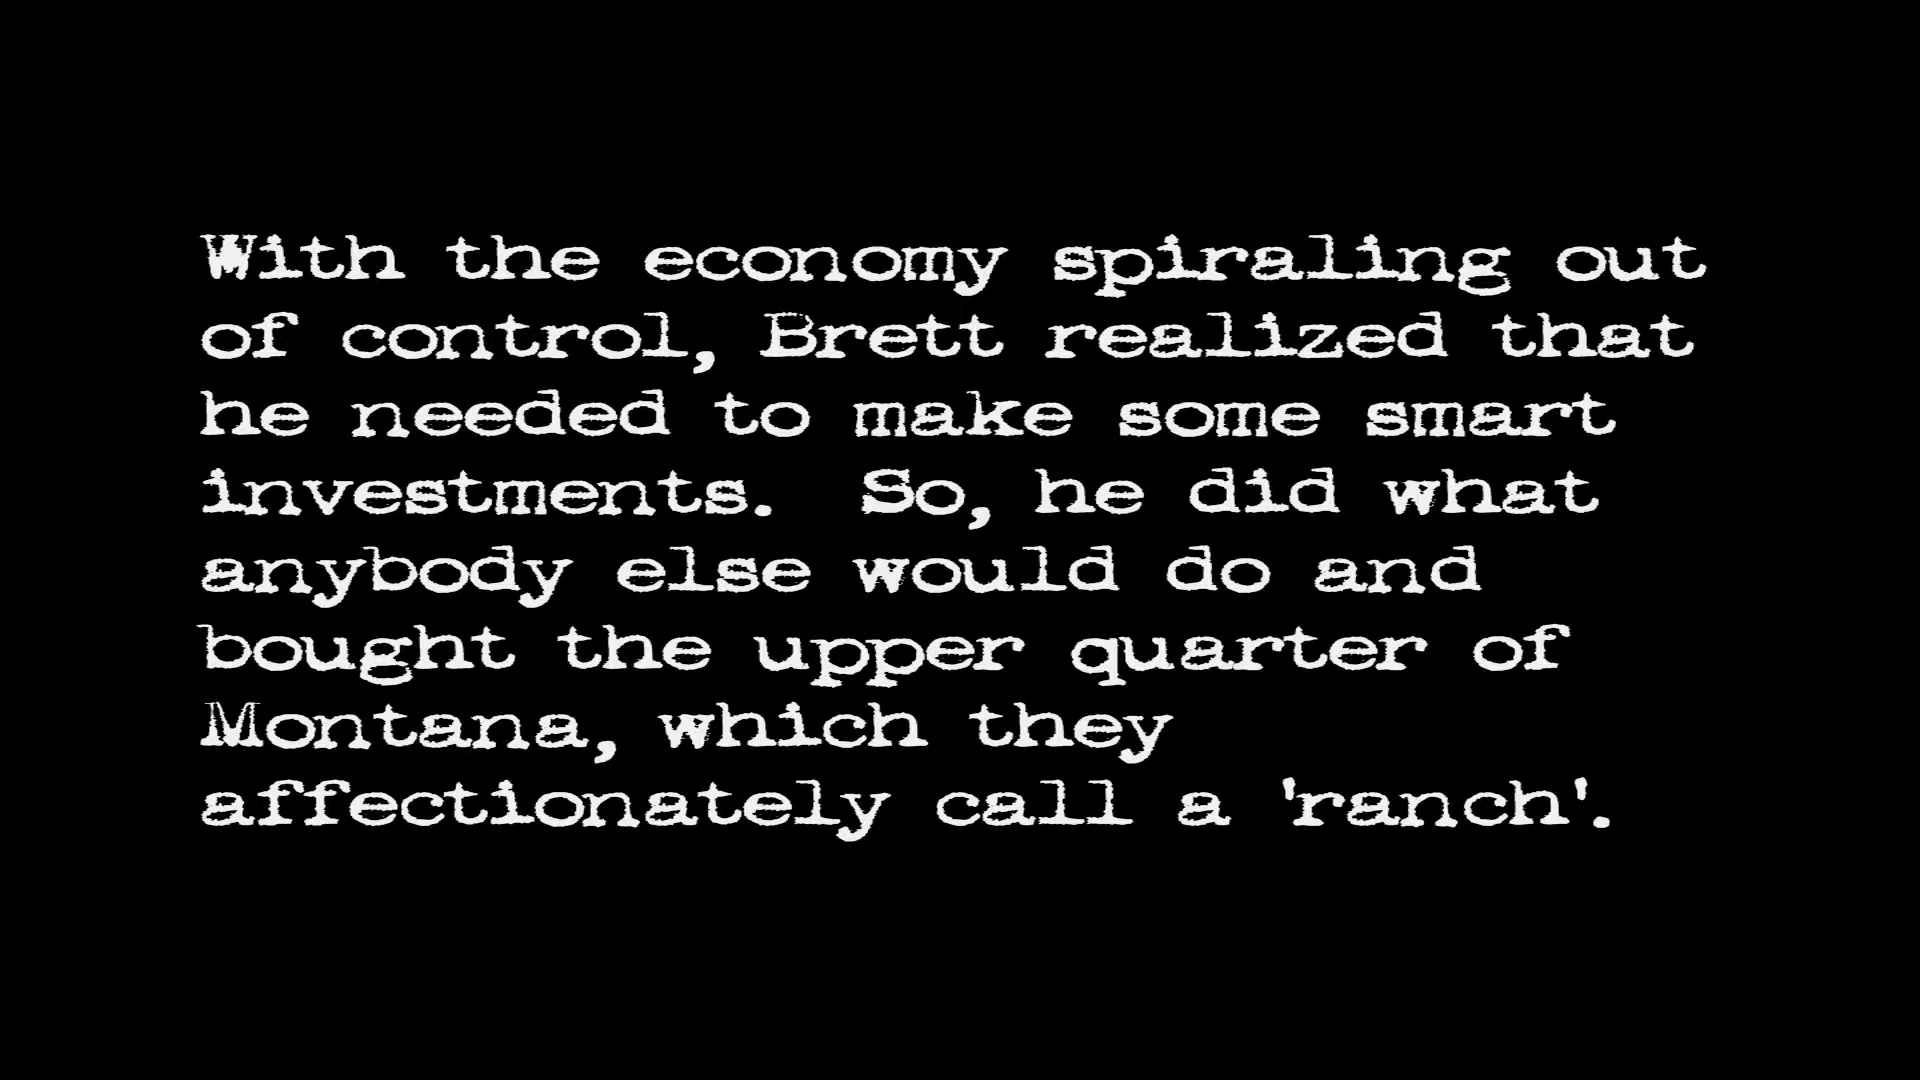 With the economy spiraling out
of control, Brett realized that
he needed to make some smart
investments.  So, he did what
anybody else would do and
bought the upper quarter of
Montana, which they
affectionately call a 'ranch'.